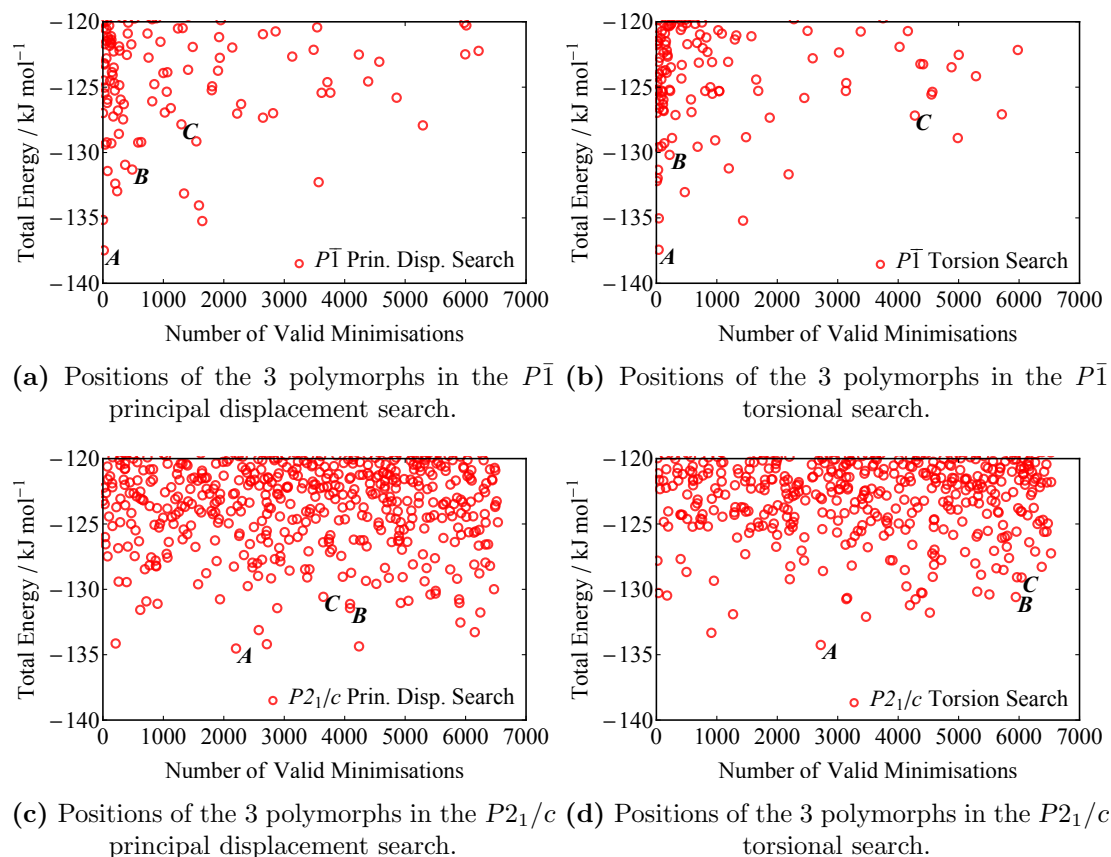 −120
−125
−130
−135
−140
Total Energy / kJ mol⁻¹
C
B
A
P1̄ Prin. Disp. Search
0 1000 2000 3000 4000 5000 6000 7000
Number of Valid Minimisations
(a) Positions of the 3 polymorphs in the P1̄
principal displacement search.
−120
−125
−130
−135
−140
Total Energy / kJ mol⁻¹
C
B
A
P1̄ Torsion Search
0 1000 2000 3000 4000 5000 6000 7000
Number of Valid Minimisations
(b) Positions of the 3 polymorphs in the P1̄
torsional search.
−120
−125
−130
−135
−140
Total Energy / kJ mol⁻¹
C
B
A
P2₁/c Prin. Disp. Search
0 1000 2000 3000 4000 5000 6000 7000
Number of Valid Minimisations
(c) Positions of the 3 polymorphs in the P2₁/c
principal displacement search.
−120
−125
−130
−135
−140
Total Energy / kJ mol⁻¹
C
B
A
P2₁/c Torsion Search
0 1000 2000 3000 4000 5000 6000 7000
Number of Valid Minimisations
(d) Positions of the 3 polymorphs in the P2₁/c
torsional search.